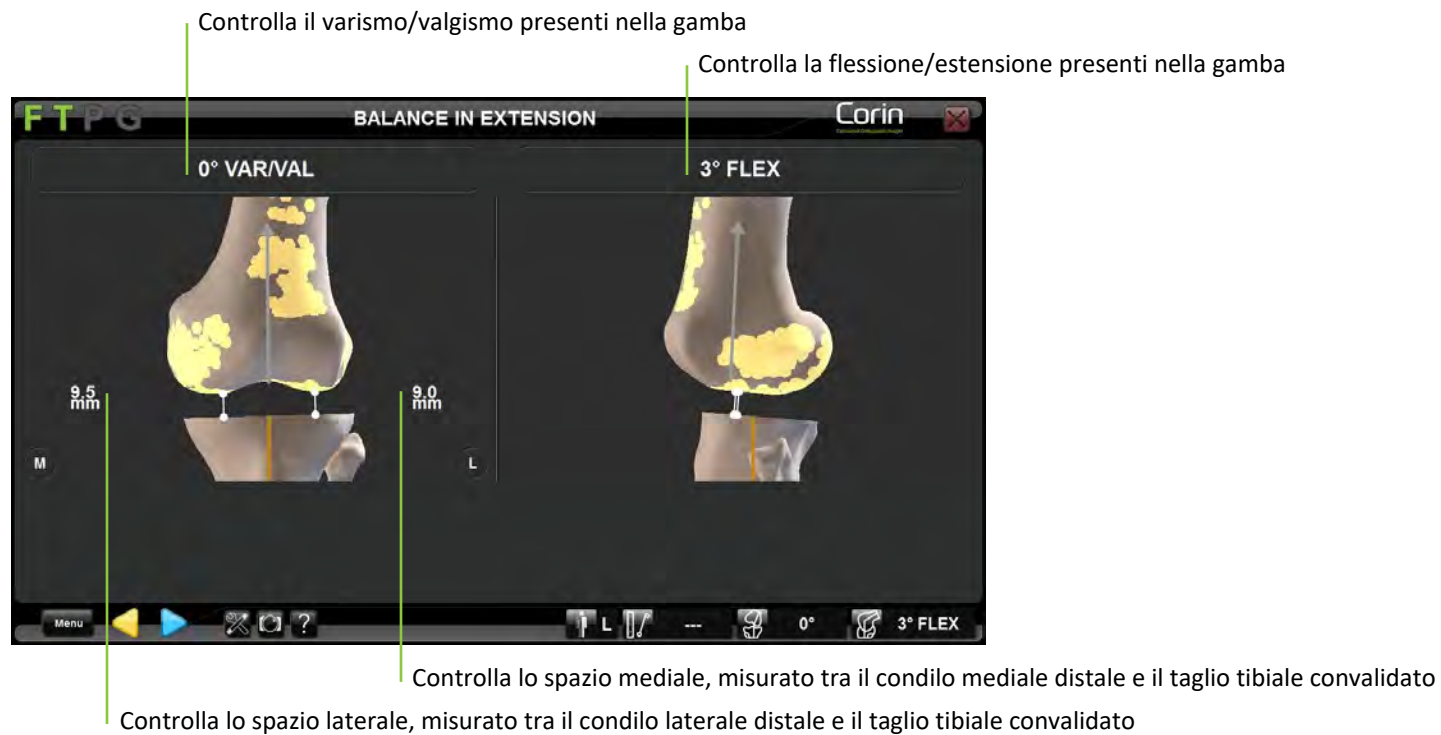 Controlla il varismo/valgismo presenti nella gamba
Controlla la flessione/estensione presenti nella gamba
F T P G
BALANCE IN EXTENSION
Corin
0° VAR/VAL
3° FLEX
9.5
mm
9.0
mm
M
L
Menu
?
L
---
0°
3° FLEX
Controlla lo spazio mediale, misurato tra il condilo mediale distale e il taglio tibiale convalidato
Controlla lo spazio laterale, misurato tra il condilo laterale distale e il taglio tibiale convalidato